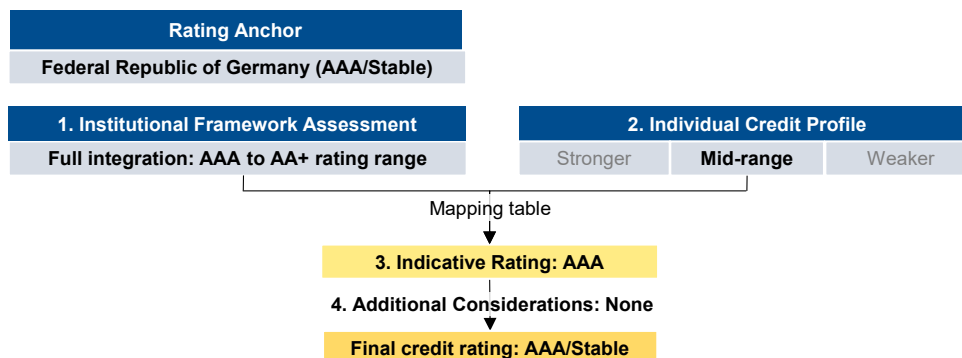 Rating Anchor
Federal Republic of Germany (AAA/Stable)
1. Institutional Framework Assessment
Full integration: AAA to AA+ rating range
2. Individual Credit Profile
Stronger
Mid-range
Weaker
Mapping table
3. Indicative Rating: AAA
4. Additional Considerations: None
Final credit rating: AAA/Stable